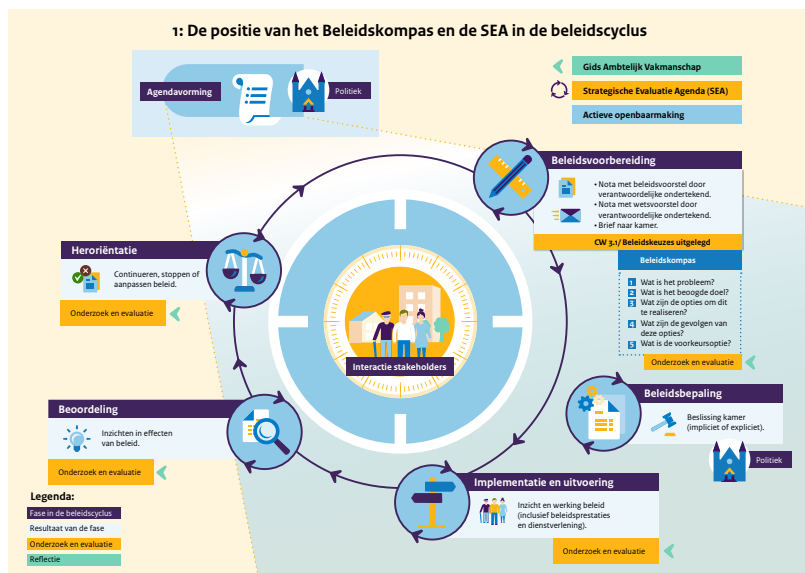 1: De positie van het Beleidskompas en de SEA in de beleidscyclus
Agendavorming
Politiek
Gids Ambtelijk Vakmanschap
Strategische Evaluatie Agenda (SEA)
Actieve openbaarmaking
Beleidsvoorbereiding
• Nota met beleidsvoorstel door
verantwoordelijke ondertekend.
• Nota met wetsvoorstel door
verantwoordelijke ondertekend.
• Brief naar kamer.
CW 3.1/ Beleidskeuzes uitgelegd
Beleidskompas
1 Wat is het probleem?
2 Wat is het beoogde doel?
3 Wat zijn de opties om dit
te realiseren?
4 Wat zijn de gevolgen van
deze opties?
5 Wat is de voorkeursoptie?
Onderzoek en evaluatie
Heroriëntatie
Continueren, stoppen of
aanpassen beleid.
Onderzoek en evaluatie
Interactie stakeholders
Beleidsbepaling
Beslissing kamer
(impliciet of expliciet).
Politiek
Beoordeling
Inzichten in effecten
van beleid.
Onderzoek en evaluatie
Implementatie en uitvoering
Inzicht en werking beleid
(inclusief beleidsprestaties
en dienstverlening).
Onderzoek en evaluatie
Legenda:
Fase in de beleidscyclus
Resultaat van de fase
Onderzoek en evaluatie
Reflectie